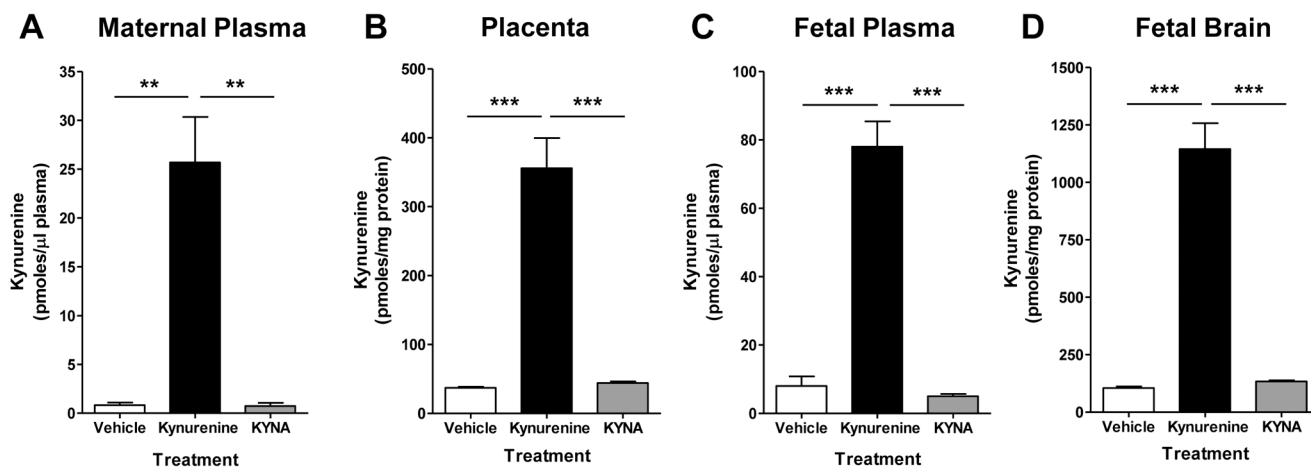 A Maternal Plasma
35
30
25
20
15
10
5
0
Kynurenine
(pmoles/µl plasma)
** **
Vehicle Kynurenine KYNA
Treatment
B Placenta
500
400
300
200
100
0
Kynurenine
(pmoles/mg protein)
*** ***
Vehicle Kynurenine KYNA
Treatment
C Fetal Plasma
100
80
60
40
20
0
Kynurenine
(pmoles/µl plasma)
*** ***
Vehicle Kynurenine KYNA
Treatment
D Fetal Brain
1500
1250
1000
750
500
150
0
Kynurenine
(pmoles/mg protein)
*** ***
Vehicle Kynurenine KYNA
Treatment